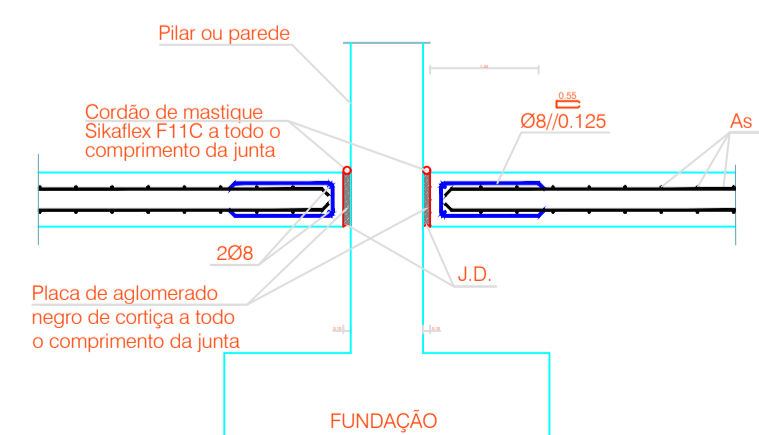 Pilar ou parede
0.55
Ø8//0.125
As
Cordão de mastique
Sikaflex F11C a todo o
comprimento da junta
2Ø8
J.D.
Placa de aglomerado
negro de cortiça a todo
o comprimento da junta
FUNDAÇÃO